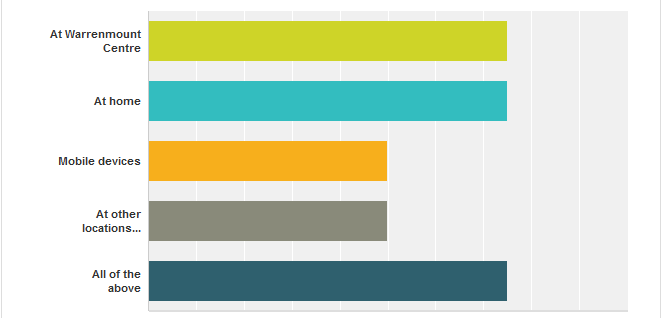 At Warrenmount
Centre
At home
Mobile devices
At other
locations...
All of the
above